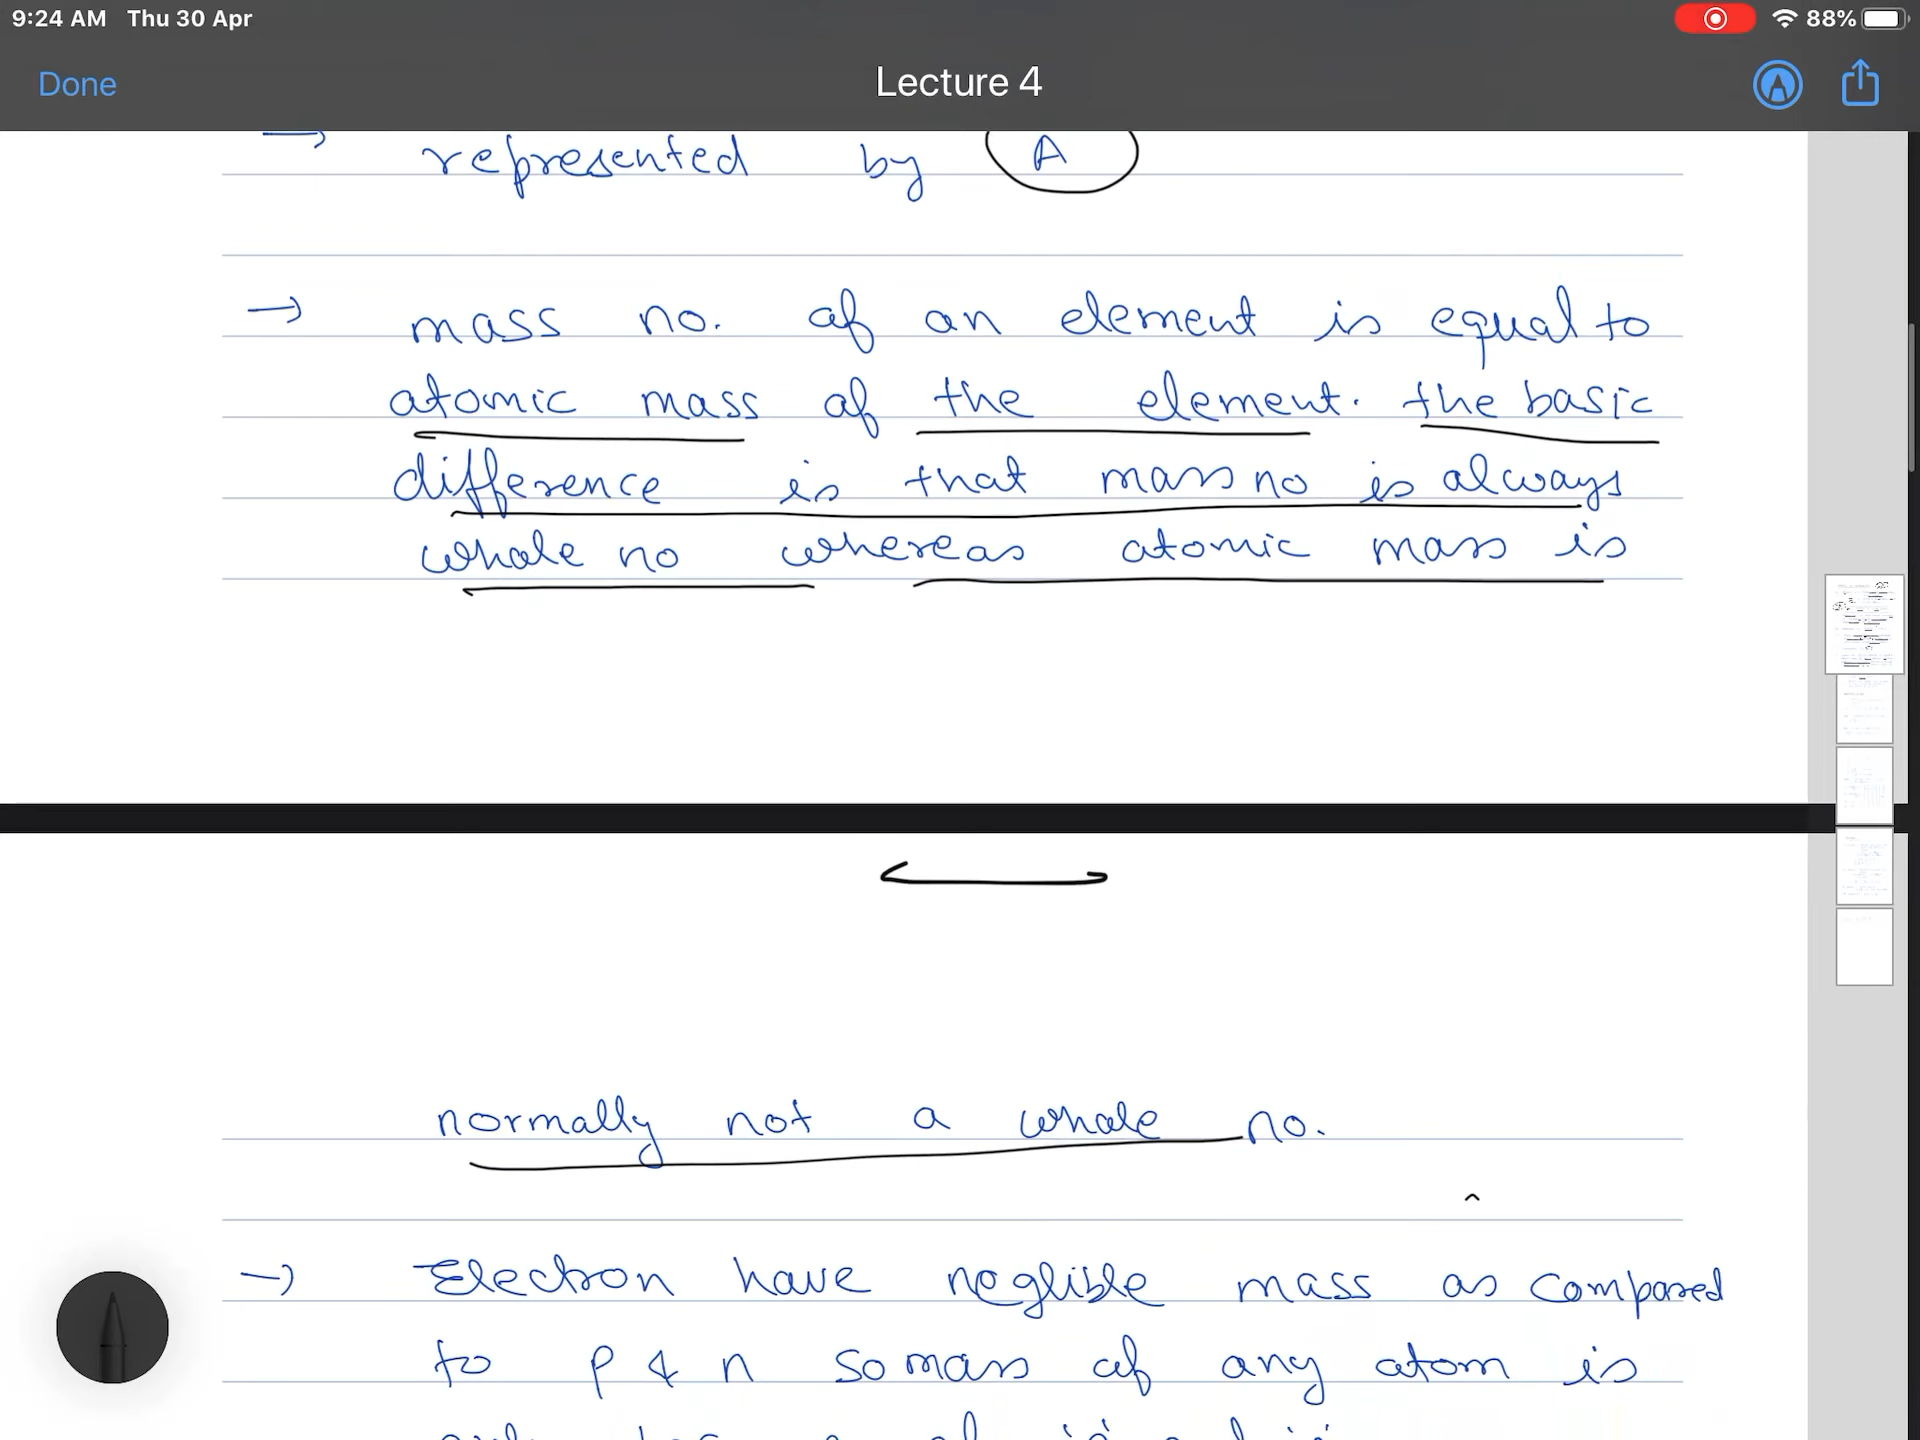 9:24 AM Thu 30 Apr
88%
Done
Lecture 4
represented by A
→ mass no. of an element is equal to
atomic mass of the element. the basic
difference is that mass no is always
whole no whereas atomic mass is
normally not a whole no.
→ Electron have neglible mass as compared
to p & n so mass of any atom is